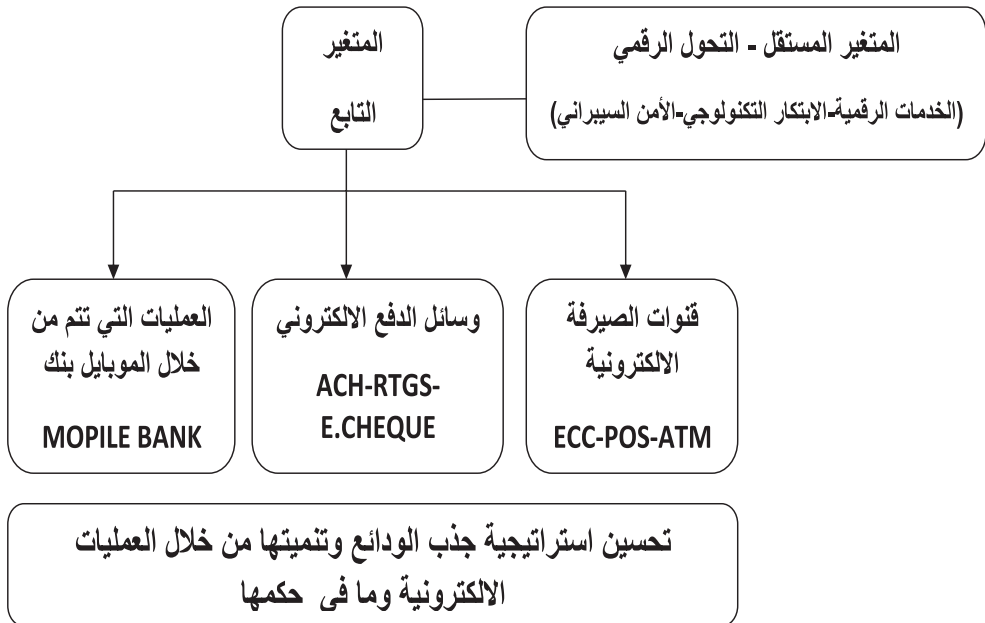 المتغير المستقل - التحول الرقمي
(الخدمات الرقمية-الابتكار التكنولوجي-الأمن السيبراني)
المتغير
التابع
قنوات الصيرفة
الالكترونية
ECC-POS-ATM
وسائل الدفع الالكتروني
ACH-RTGS-
E.CHEQUE
العمليات التي تتم من
خلال الموبايل بنك
MOPILE BANK
تحسين استراتيجية جذب الودائع وتنميتها من خلال العمليات
الالكترونية وما في حكمها